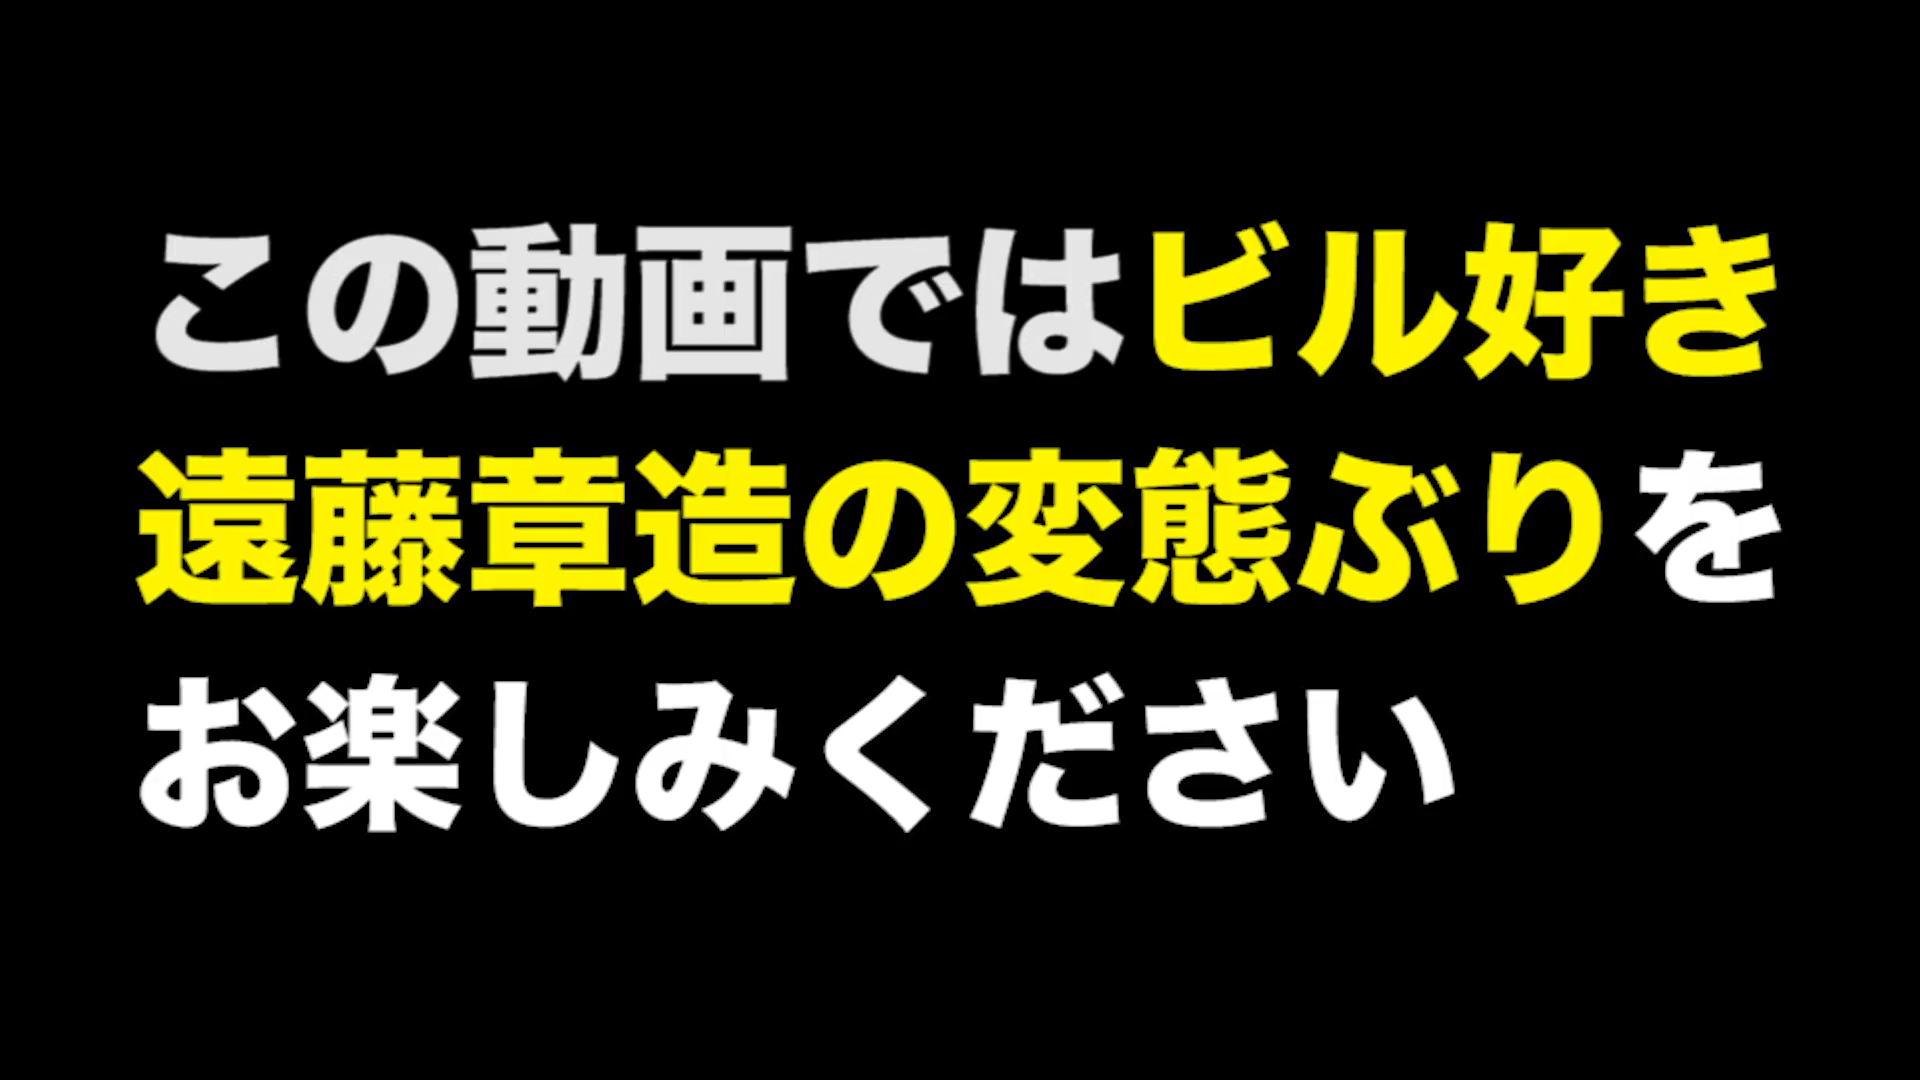 この動画ではビル好き
遠藤章造の変態ぶりを
お楽しみください